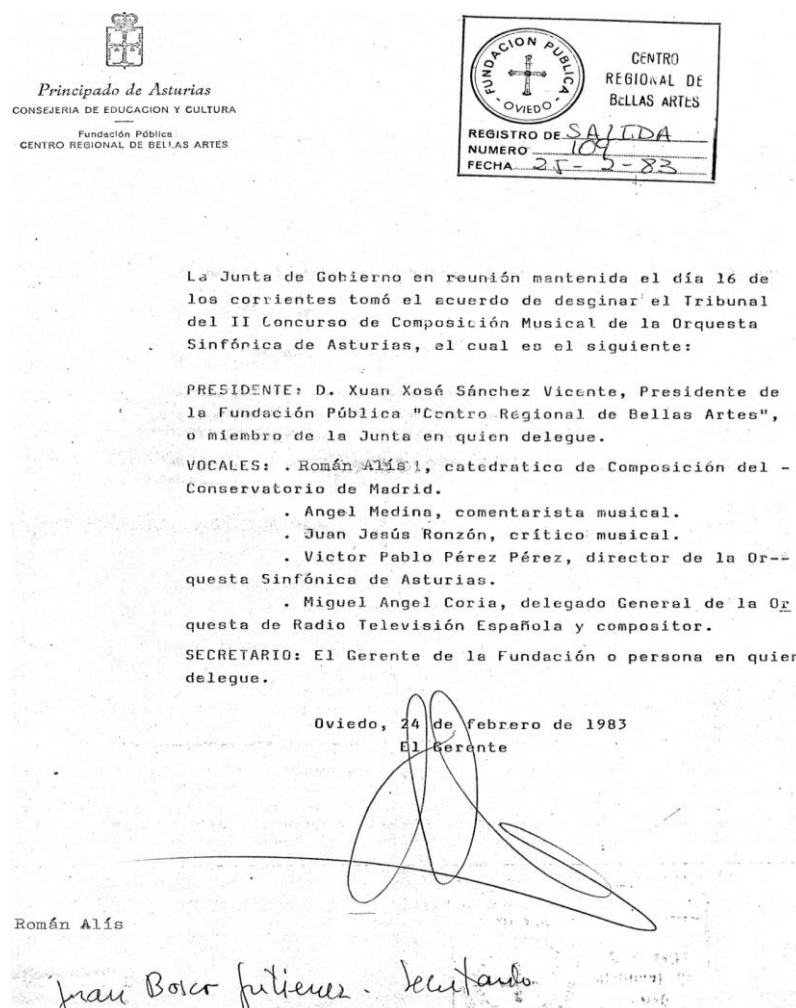 Principado de Asturias
CONSEJERIA DE EDUCACION Y CULTURA
Fundación Pública
CENTRO REGIONAL DE BELLAS ARTES
FUNDACION PUBLICA
- OVIEDO -
CENTRO
REGIONAL DE
BELLAS ARTES
REGISTRO DE SALIDA
NUMERO 109
FECHA 25-2-83
La Junta de Gobierno en reunión mantenida el día 16 de
los corrientes tomó el acuerdo de desginar el Tribunal
del II Concurso de Composición Musical de la Orquesta
Sinfónica de Asturias, el cual es el siguiente:
PRESIDENTE: D. Xuan Xosé Sánchez Vicente, Presidente de
la Fundación Pública "Centro Regional de Bellas Artes",
o miembro de la Junta en quien delegue.
VOCALES: . Román Alís, catedratico de Composición del -
Conservatorio de Madrid.
. Angel Medina, comentarista musical.
. Juan Jesús Ronzón, crítico musical.
. Victor Pablo Pérez Pérez, director de la Or--
questa Sinfónica de Asturias.
. Miguel Angel Coria, delegado General de la Or
questa de Radio Televisión Española y compositor.
SECRETARIO: El Gerente de la Fundación o persona en quien
delegue.
Oviedo, 24 de febrero de 1983
El Gerente
Román Alís
Juan Bosco Gutierrez -